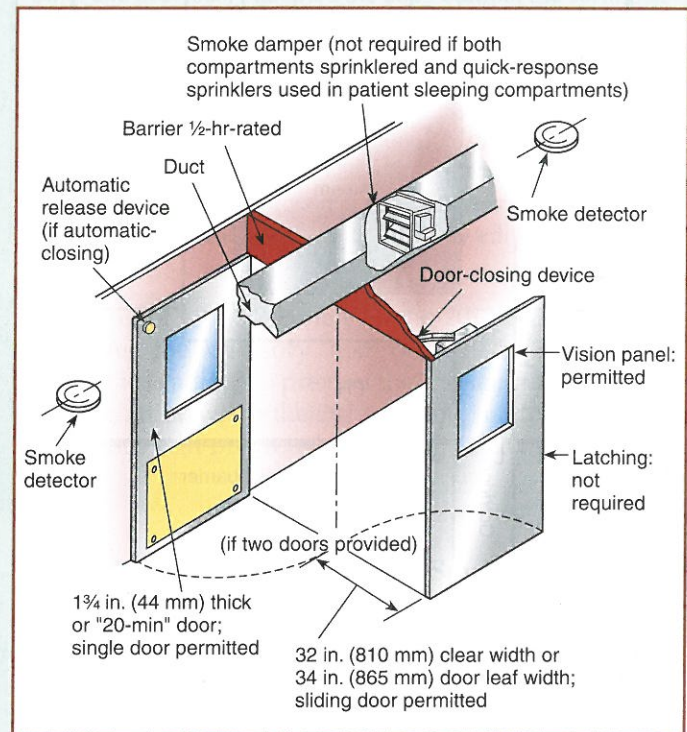 Smoke damper (not required if both
compartments sprinklered and quick-response
sprinklers used in patient sleeping compartments)
Barrier ½-hr-rated
Duct
Automatic
release device
(if automatic-
closing)
Smoke detector
Door-closing device
Vision panel:
permitted
Smoke
detector
Latching:
not
required
(if two doors provided)
1¾ in. (44 mm) thick
or "20-min" door;
single door permitted
32 in. (810 mm) clear width or
34 in. (865 mm) door leaf width;
sliding door permitted